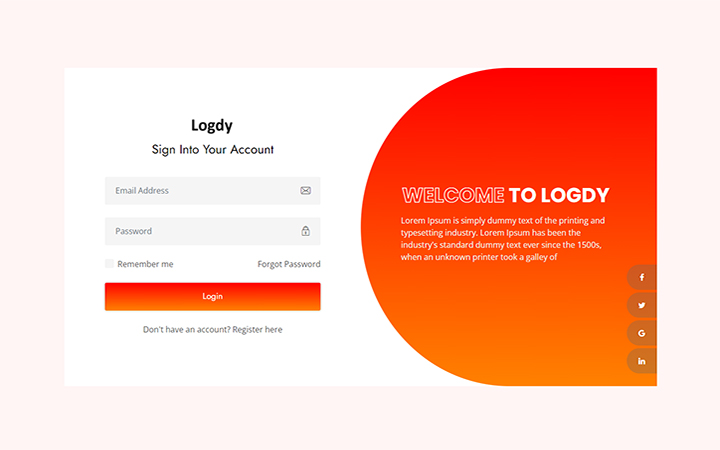 Logdy
Sign Into Your Account
Email Address
Password
Remember me
Forgot Password
Login
Don't have an account? Register here
WELCOME TO LOGDY
Lorem Ipsum is simply dummy text of the printing and
typesetting industry. Lorem Ipsum has been the
industry's standard dummy text ever since the 1500s,
when an unknown printer took a galley of